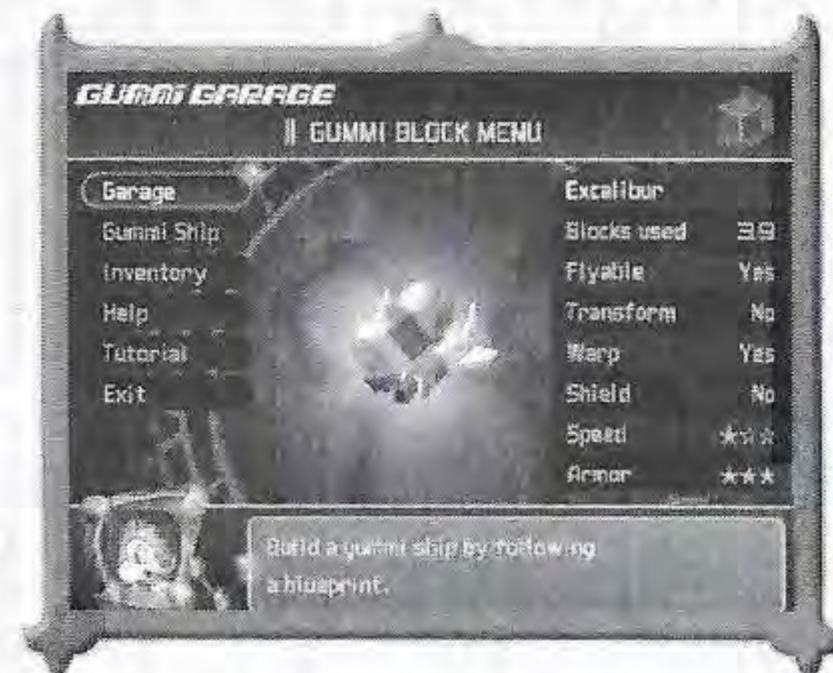 GUMMI GARAGE
GUMMI BLOCK MENU
Garage
Gummi Ship
Inventory
Help
Tutorial
Exit
Excalibur
Blocks used 39
Flyable Yes
Transform No
Warp Yes
Shield No
Speed ★☆☆
Armor ★★★
Build a gummi ship by following
a blueprint.